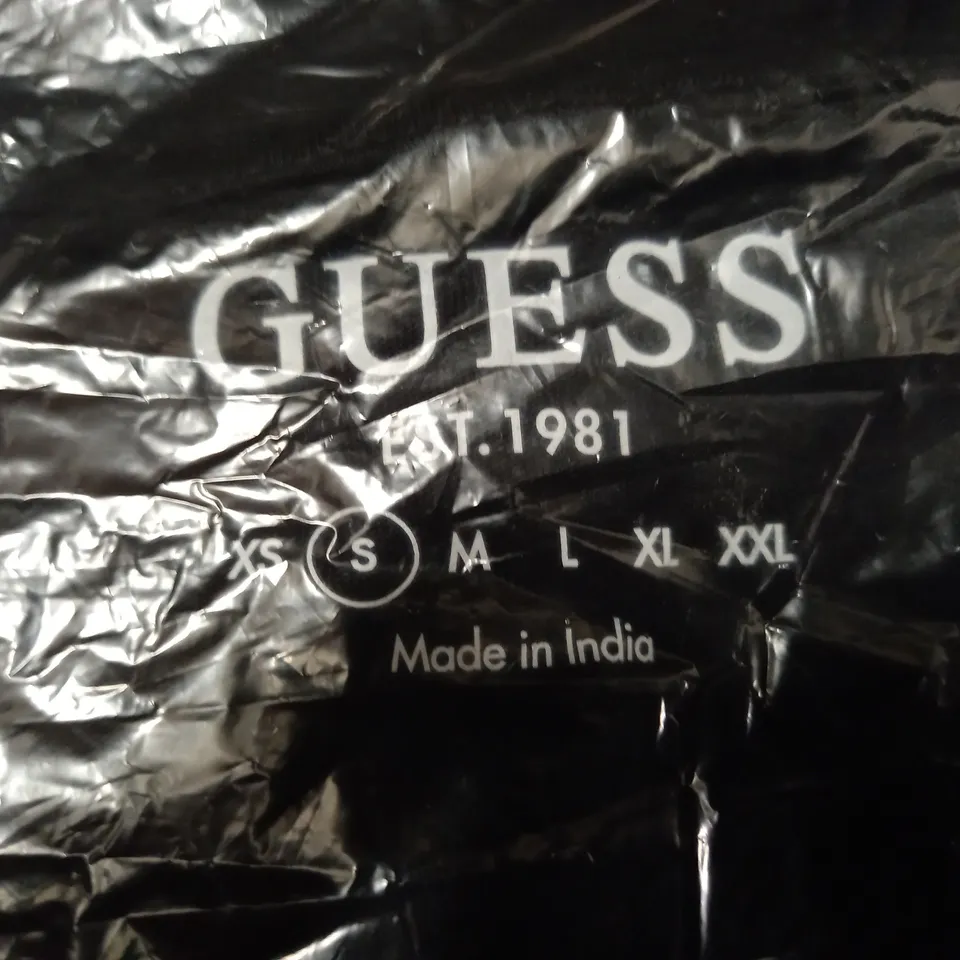 GUESS
EST. 1981
XS S M L XL XXL
Made in India